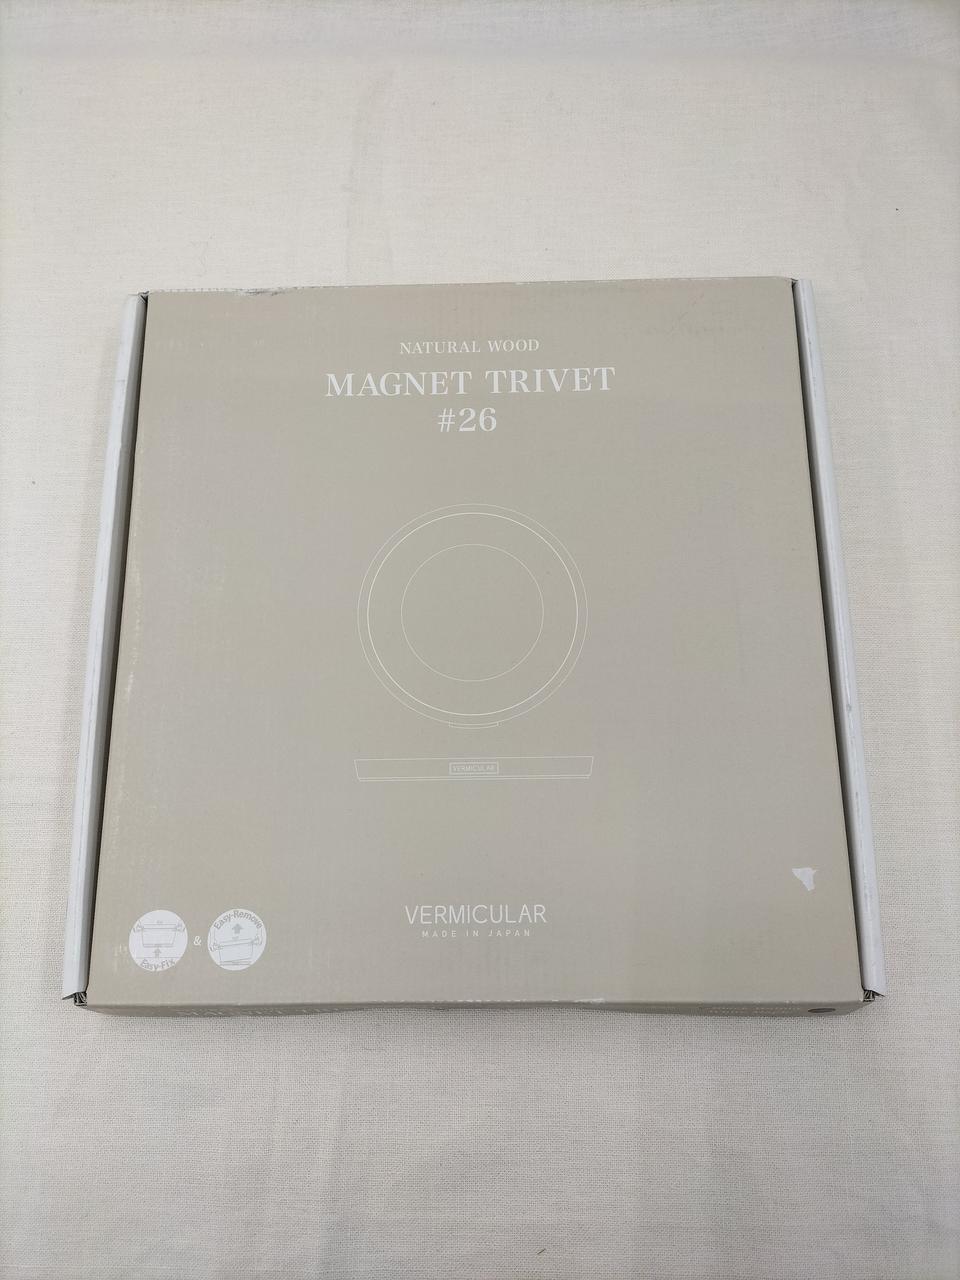 NATURAL WOOD
MAGNET TRIVET
#26
VERMICULAR
VERMICULAR
MADE IN JAPAN
Easy-Fix
&
Easy-Remove